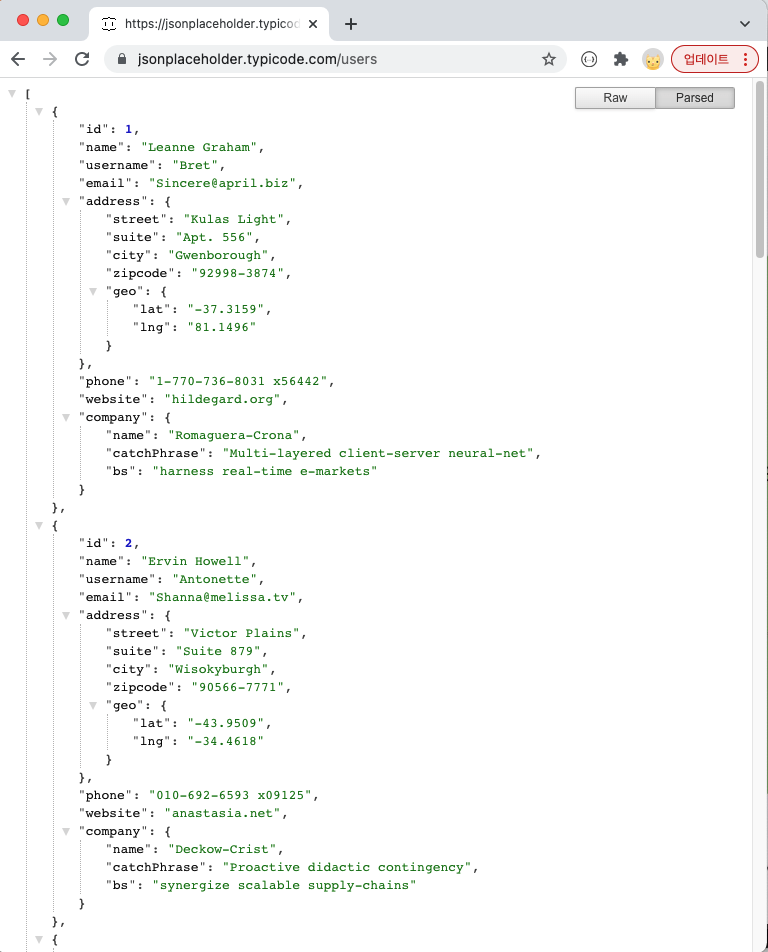 https://jsonplaceholder.typicod
jsonplaceholder.typicode.com/users
업데이트
Raw
Parsed
[
{
"id": 1,
"name": "Leanne Graham",
"username": "Bret",
"email": "Sincere@april.biz",
"address": {
"street": "Kulas Light",
"suite": "Apt. 556",
"city": "Gwenborough",
"zipcode": "92998-3874",
"geo": {
"lat": "-37.3159",
"lng": "81.1496"
}
},
"phone": "1-770-736-8031 x56442",
"website": "hildegard.org",
"company": {
"name": "Romaguera-Crona",
"catchPhrase": "Multi-layered client-server neural-net",
"bs": "harness real-time e-markets"
}
},
{
"id": 2,
"name": "Ervin Howell",
"username": "Antonette",
"email": "Shanna@melissa.tv",
"address": {
"street": "Victor Plains",
"suite": "Suite 879",
"city": "Wisokyburgh",
"zipcode": "90566-7771",
"geo": {
"lat": "-43.9509",
"lng": "-34.4618"
}
},
"phone": "010-692-6593 x09125",
"website": "anastasia.net",
"company": {
"name": "Deckow-Crist",
"catchPhrase": "Proactive didactic contingency",
"bs": "synergize scalable supply-chains"
}
},
{